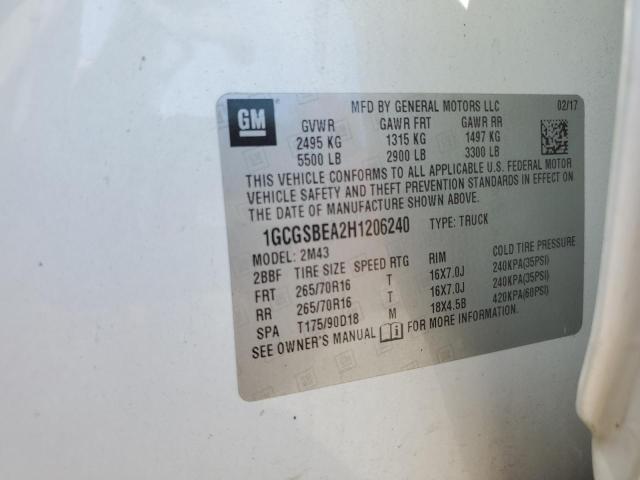 GM MFD BY GENERAL MOTORS LLC 02/17
GVWR GAWR FRT GAWR RR
2495 KG 1315 KG 1497 KG
5500 LB 2900 LB 3300 LB
THIS VEHICLE CONFORMS TO ALL APPLICABLE U.S. FEDERAL MOTOR
VEHICLE SAFETY AND THEFT PREVENTION STANDARDS IN EFFECT ON
THE DATE OF MANUFACTURE SHOWN ABOVE.
1GCGSBEA2H1206240 TYPE: TRUCK
MODEL: 2M43
2BBF TIRE SIZE SPEED RTG RIM COLD TIRE PRESSURE
FRT 265/70R16 T 16X7.0J 240KPA(35PSI)
RR 265/70R16 T 16X7.0J 240KPA(35PSI)
SPA T175/90D18 M 18X4.5B 420KPA(60PSI)
SEE OWNER'S MANUAL FOR MORE INFORMATION.